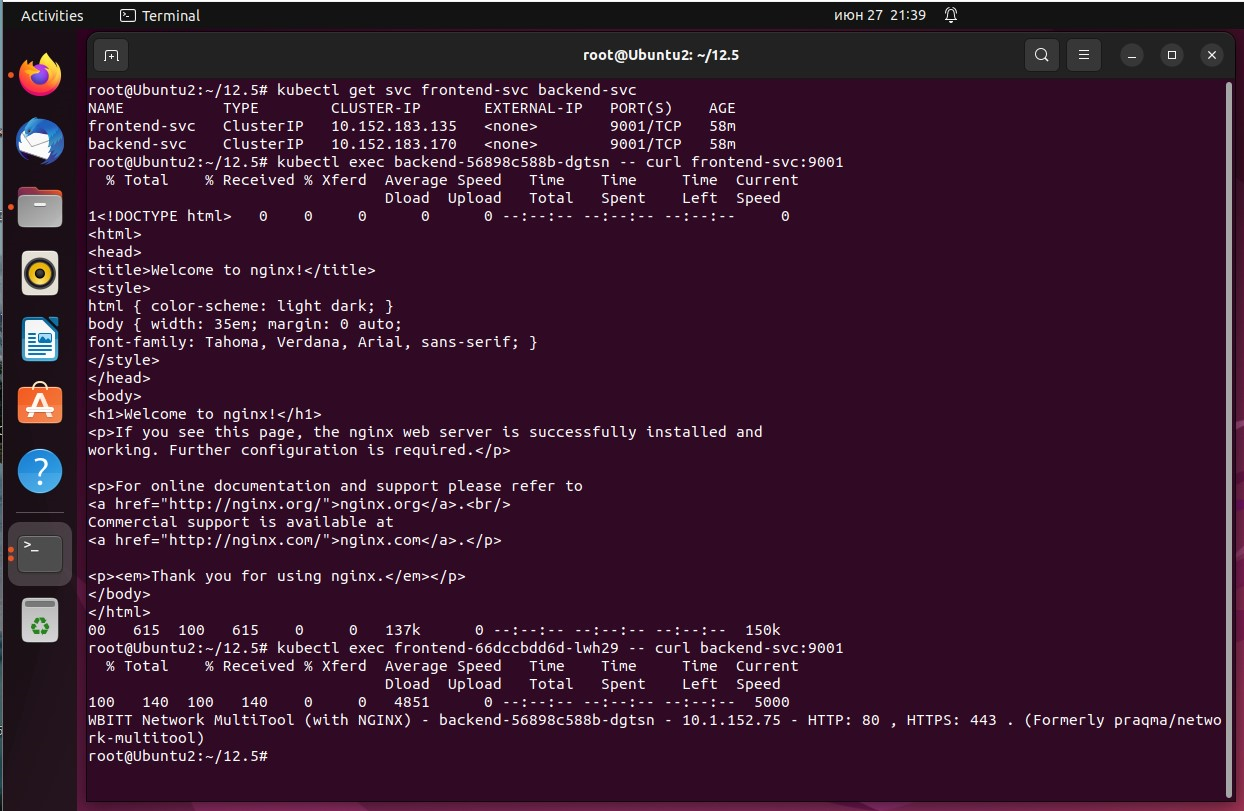 Activities
Terminal
июн 27 21:39
root@Ubuntu2: ~/12.5
root@Ubuntu2:~/12.5# kubectl get svc frontend-svc backend-svc
NAME           TYPE        CLUSTER-IP       EXTERNAL-IP   PORT(S)    AGE
frontend-svc   ClusterIP   10.152.183.135   <none>        9001/TCP   58m
backend-svc    ClusterIP   10.152.183.170   <none>        9001/TCP   58m
root@Ubuntu2:~/12.5# kubectl exec backend-56898c588b-dgtsn -- curl frontend-svc:9001
  % Total    % Received % Xferd  Average Speed   Time    Time     Time  Current
                                 Dload  Upload   Total   Spent    Left  Speed
1<!DOCTYPE html>   0    0     0      0      0 --:--:-- --:--:-- --:--:--     0
<html>
<head>
<title>Welcome to nginx!</title>
<style>
html { color-scheme: light dark; }
body { width: 35em; margin: 0 auto;
font-family: Tahoma, Verdana, Arial, sans-serif; }
</style>
</head>
<body>
<h1>Welcome to nginx!</h1>
<p>If you see this page, the nginx web server is successfully installed and
working. Further configuration is required.</p>
<p>For online documentation and support please refer to
<a href="http://nginx.org/">nginx.org</a>.<br/>
Commercial support is available at
<a href="http://nginx.com/">nginx.com</a>.</p>
<p><em>Thank you for using nginx.</em></p>
</body>
</html>
00   615  100   615    0     0   137k      0 --:--:-- --:--:-- --:--:--  150k
root@Ubuntu2:~/12.5# kubectl exec frontend-66dccbdd6d-lwh29 -- curl backend-svc:9001
  % Total    % Received % Xferd  Average Speed   Time    Time     Time  Current
                                 Dload  Upload   Total   Spent    Left  Speed
100   140  100   140    0     0   4851      0 --:--:-- --:--:-- --:--:--  5000
WBITT Network MultiTool (with NGINX) - backend-56898c588b-dgtsn - 10.1.152.75 - HTTP: 80 , HTTPS: 443 . (Formerly praqma/netwo
rk-multitool)
root@Ubuntu2:~/12.5#